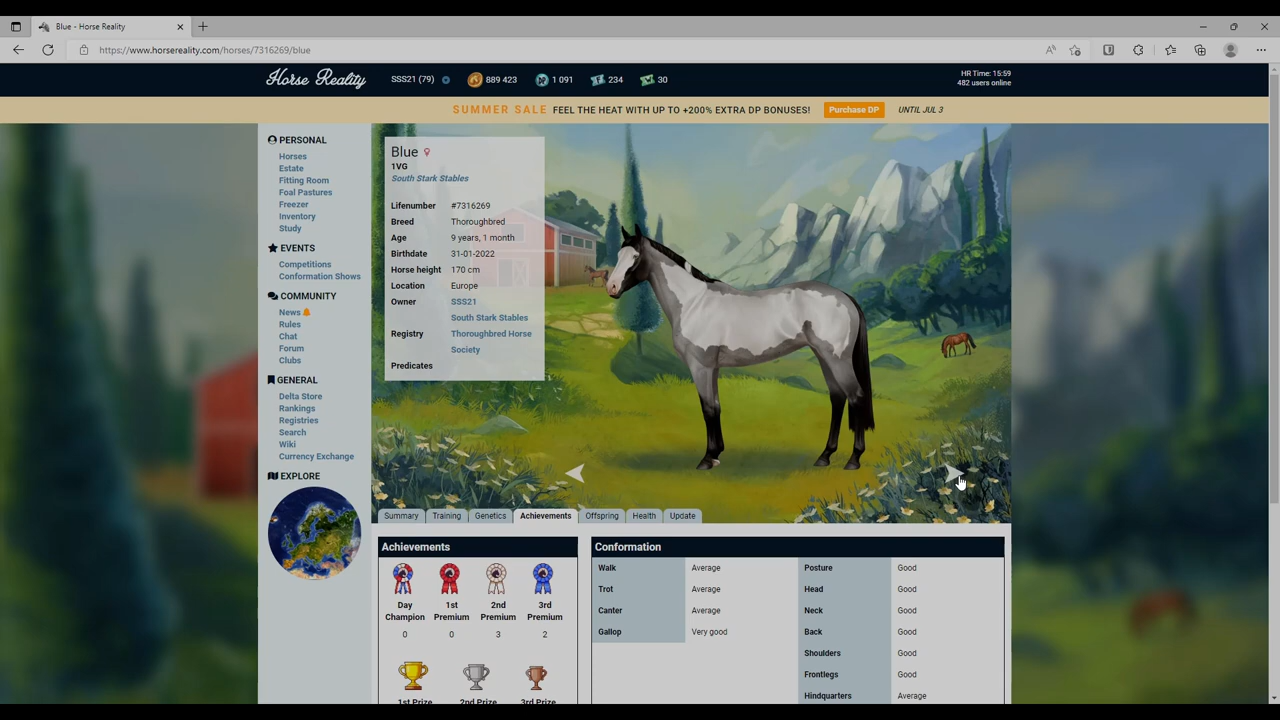 Blue - Horse Reality
https://www.horsereality.com/horses/7316269/blue
Horse Reality
SSS21 (79) 889 423 1 091 234 30
HR Time: 15:59
482 users online
SUMMER SALE FEEL THE HEAT WITH UP TO +200% EXTRA DP BONUSES! Purchase DP UNTIL JUL 3
PERSONAL
Horses
Estate
Fitting Room
Foal Pastures
Freezer
Inventory
Study
EVENTS
Competitions
Conformation Shows
COMMUNITY
News
Rules
Chat
Forum
Clubs
GENERAL
Delta Store
Rankings
Registries
Search
Wiki
Currency Exchange
EXPLORE
Blue
1VG
South Stark Stables
Lifenumber #7316269
Breed Thoroughbred
Age 9 years, 1 month
Birthdate 31-01-2022
Horse height 170 cm
Location Europe
Owner SSS21
South Stark Stables
Registry Thoroughbred Horse
Society
Predicates
Summary Training Genetics Achievements Offspring Health Update
Achievements
Day Champion 1st Premium 2nd Premium 3rd Premium
0 0 3 2
1st Prize 2nd Prize 3rd Prize
Conformation
Walk Average Posture Good
Trot Average Head Good
Canter Average Neck Good
Gallop Very good Back Good
Shoulders Good
Frontlegs Good
Hindquarters Average